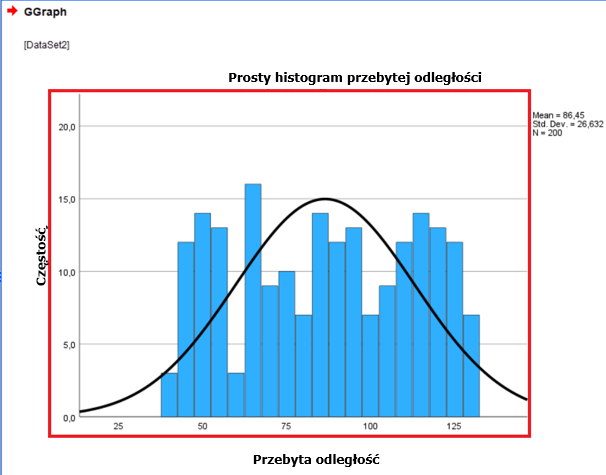 GGraph
[DataSet2]
Prosty histogram przebytej odległości
Mean = 86,45
Std. Dev. = 26,632
N = 200
20,0
15,0
10,0
5,0
0,0
Częstość
25 50 75 100 125
Przebyta odległość